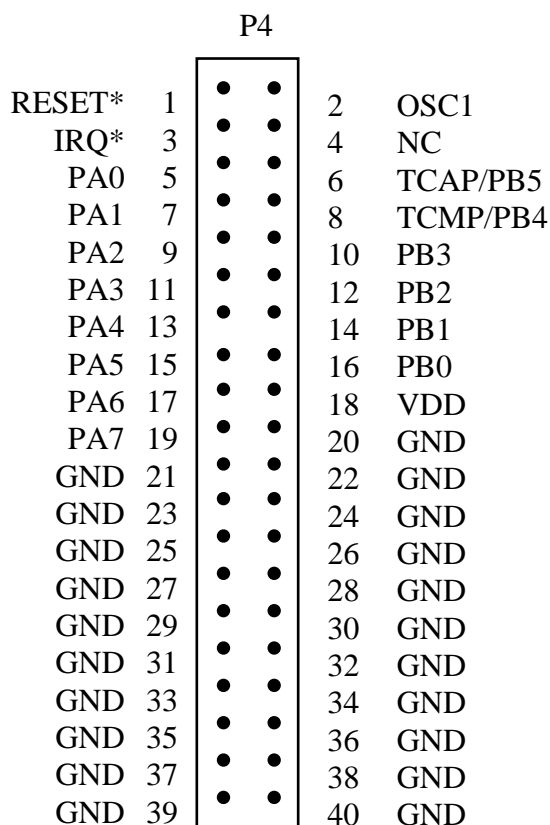 P4
RESET* 1 2 OSC1
IRQ* 3 4 NC
PA0 5 6 TCAP/PB5
PA1 7 8 TCMP/PB4
PA2 9 10 PB3
PA3 11 12 PB2
PA4 13 14 PB1
PA5 15 16 PB0
PA6 17 18 VDD
PA7 19 20 GND
GND 21 22 GND
GND 23 24 GND
GND 25 26 GND
GND 27 28 GND
GND 29 30 GND
GND 31 32 GND
GND 33 34 GND
GND 35 36 GND
GND 37 38 GND
GND 39 40 GND